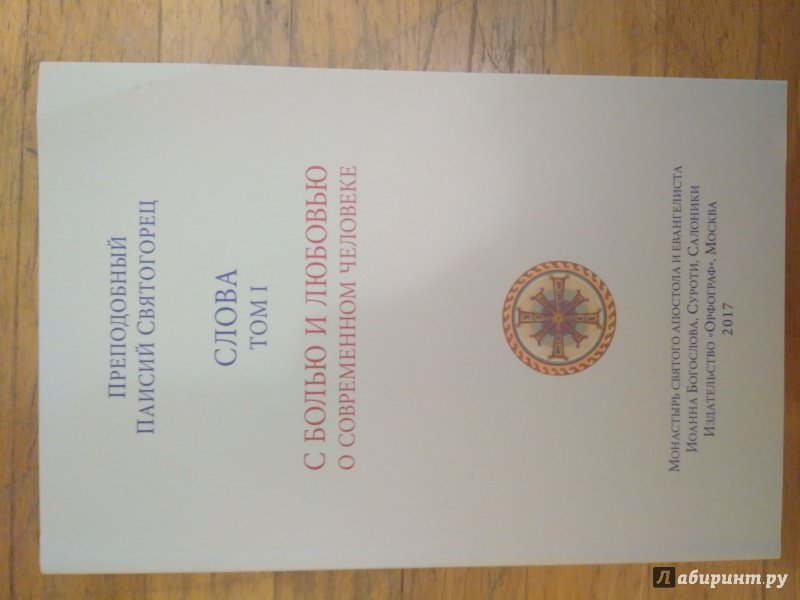 Преподобный
Паисий Святогорец
СЛОВА
ТОМ I
С БОЛЬЮ И ЛЮБОВЬЮ
О СОВРЕМЕННОМ ЧЕЛОВЕКЕ
Монастырь святого апостола и евангелиста
Иоанна Богослова, Суроти, Салоники
Издательство «Орфограф», Москва
2017
Лабиринт.ру